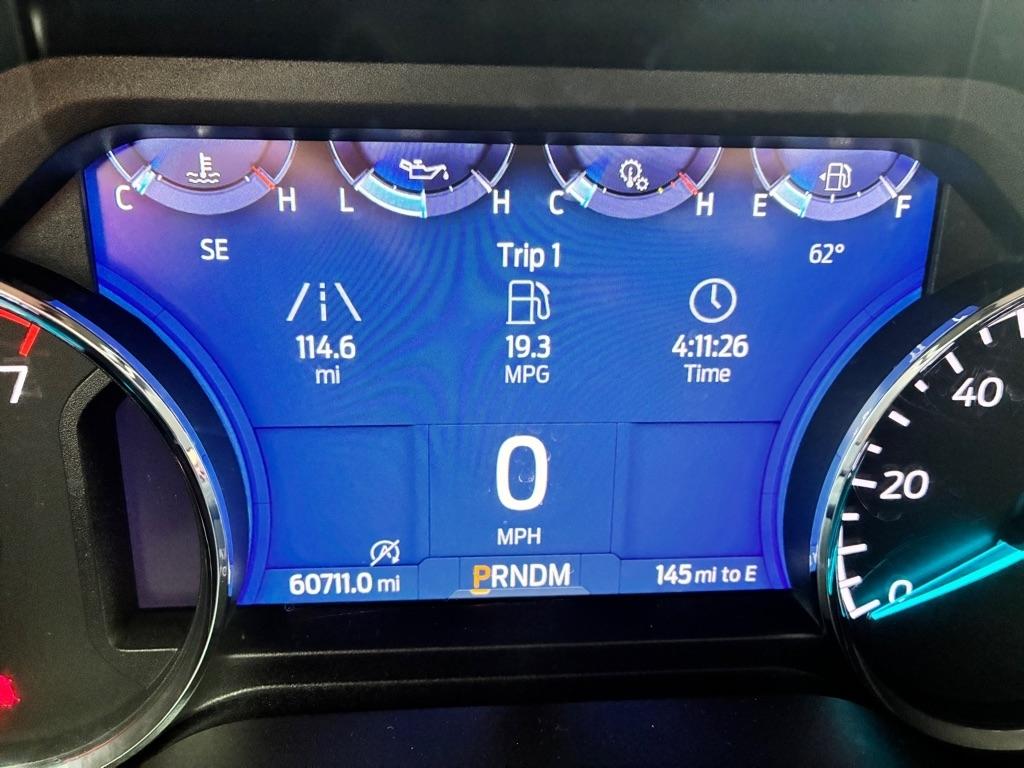 C H L H C H E F
SE Trip 1 62°
114.6 19.3 4:11:26
mi MPG Time
7
40
0
20
MPH
60711.0 mi PRNDM 145 mi to E
0